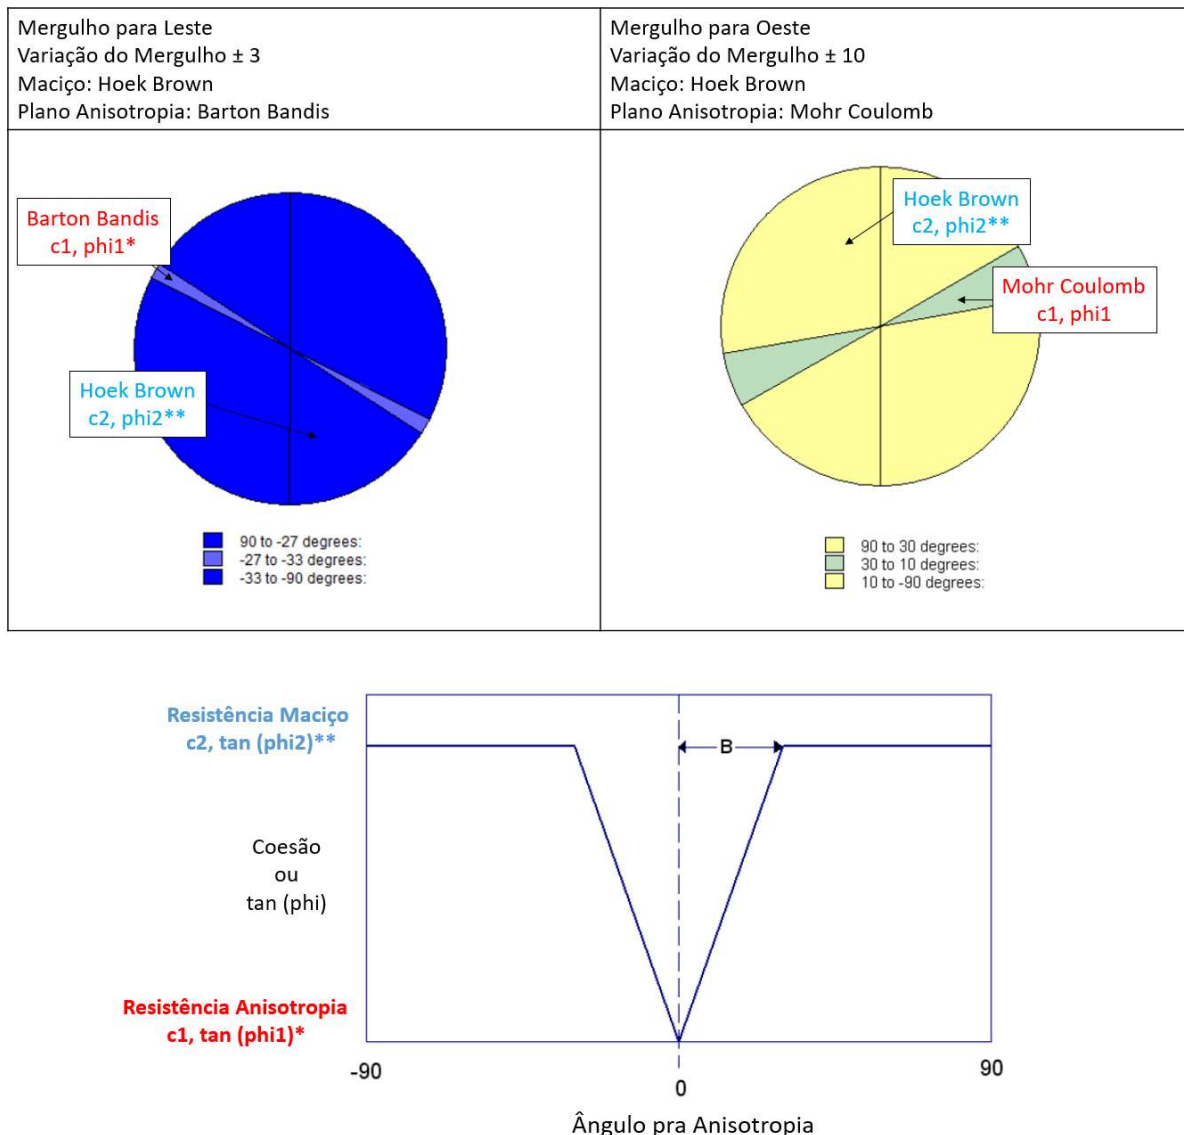 Mergulho para Leste
Variação do Mergulho ± 3
Maciço: Hoek Brown
Plano Anisotropia: Barton Bandis
Mergulho para Oeste
Variação do Mergulho ± 10
Maciço: Hoek Brown
Plano Anisotropia: Mohr Coulomb
Barton Bandis
c1, phi1*
Hoek Brown
c2, phi2**
90 to -27 degrees:
-27 to -33 degrees:
-33 to -90 degrees:
Hoek Brown
c2, phi2**
Mohr Coulomb
c1, phi1
90 to 30 degrees:
30 to 10 degrees:
10 to -90 degrees:
Resistência Maciço
c2, tan (phi2)**
B
Coesão
ou
tan (phi)
Resistência Anisotropia
c1, tan (phi1)*
-90
0
90
Ângulo pra Anisotropia